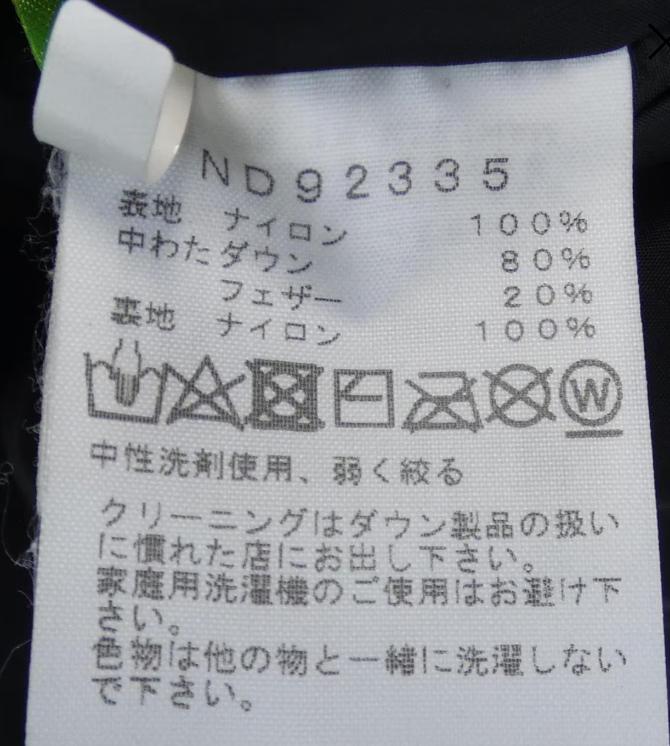 ND92335
表地 ナイロン 100%
中わた ダウン 80%
フェザー 20%
裏地 ナイロン 100%
W
中性洗剤使用、弱く絞る
クリーニングはダウン製品の扱い
に慣れた店にお出し下さい。
家庭用洗濯機のご使用はお避け下
さい。
色物は他の物と一緒に洗濯しない
で下さい。